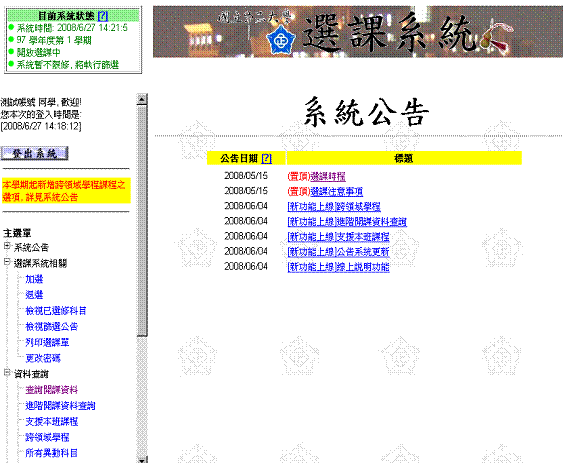 目前系統狀態 [?]
系統時間: 2008/6/27 14:21:5
97 學年度第 1 學期
開放選課中
系統暫不限修, 將執行篩選
選課系統
測試帳號 同學, 歡迎!
您本次的登入時間是:
[2008/6/27 14:18:12]
登出系統
本學期起新增跨領域學程課程之
選項, 詳見系統公告
主選單
系統公告
選課系統相關
加選
退選
檢視已選修科目
檢視篩選公告
列印選課單
更改密碼
資料查詢
查詢開課資料
進階開課資料查詢
支援本班課程
跨領域學程
所有異動科目
系統公告
公告日期 [?] 標題
2008/05/15 (置頂)選課時程
2008/05/15 (置頂)選課注意事項
2008/06/04 [新功能上線]跨領域學程
2008/06/04 [新功能上線]進階開課資料查詢
2008/06/04 [新功能上線]支援本班課程
2008/06/04 [新功能上線]公告系統更新
2008/06/04 [新功能上線]線上說明功能